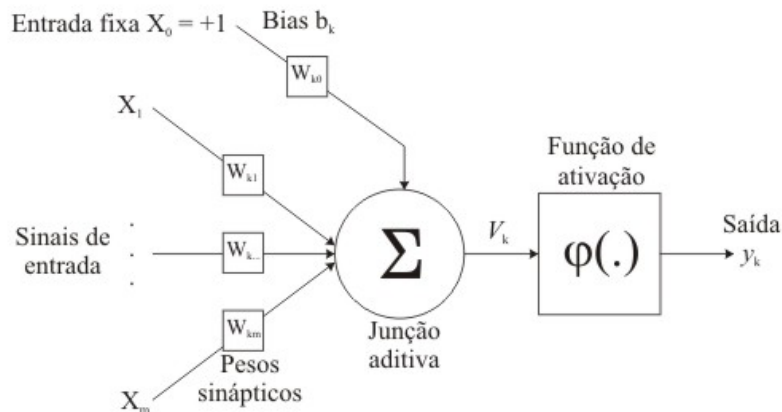 Entrada fixa X₀ = +1
Bias bₖ
Wₖ₀
X₁
Wₖ₁
Função de
ativação
Sinais de
entrada
.
.
.
Wₖ...
Σ
Vₖ
φ(.)
Saída
yₖ
Junção
aditiva
Wₖₘ
Pesos
sinápticos
Xₘ